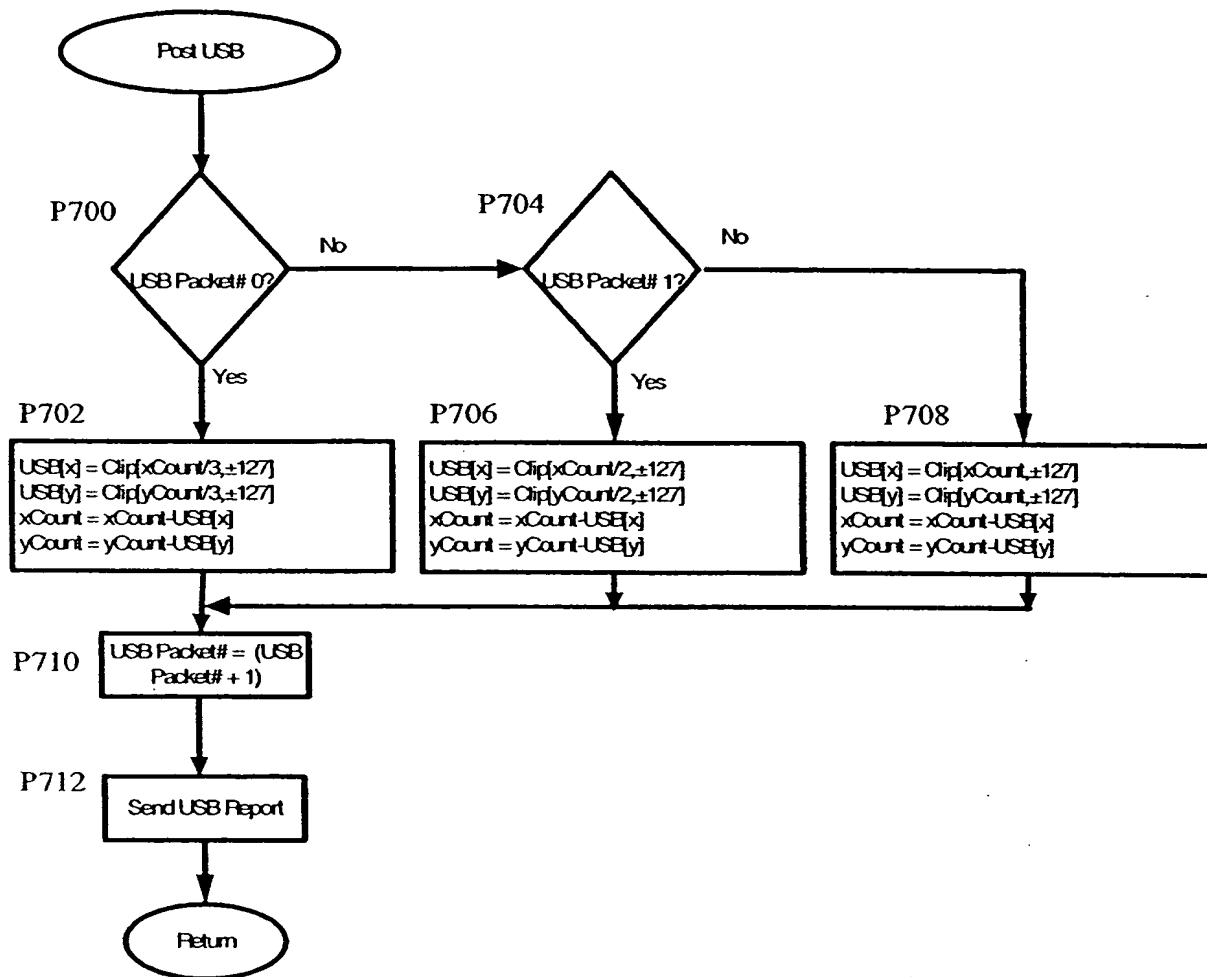 Post USB
P700
USB Packet# 0?
No
P704
USB Packet# 1?
No
Yes
Yes
P702
USB[x] = Clip[xCount/3,±127]
USB[y] = Clip[yCount/3,±127]
xCount = xCount-USB[x]
yCount = yCount-USB[y]
P706
USB[x] = Clip[xCount/2,±127]
USB[y] = Clip[yCount/2,±127]
xCount = xCount-USB[x]
yCount = yCount-USB[y]
P708
USB[x] = Clip[xCount,±127]
USB[y] = Clip[yCount,±127]
xCount = xCount-USB[x]
yCount = yCount-USB[y]
P710
USB Packet# = (USB
Packet# + 1)
P712
Send USB Report
Return